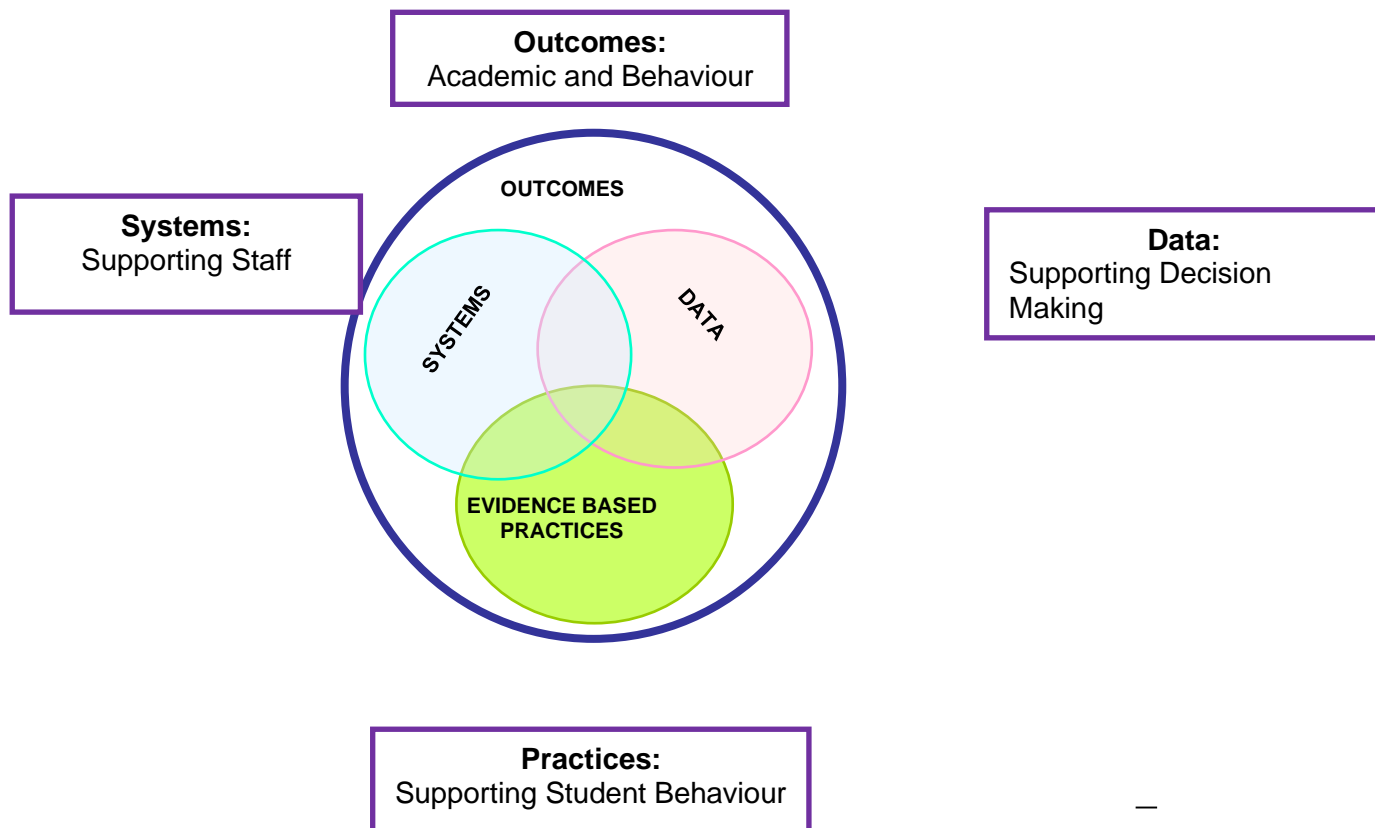 Outcomes:
Academic and Behaviour
OUTCOMES
Systems:
Supporting Staff
Data:
Supporting Decision
Making
SYSTEMS
DATA
EVIDENCE BASED
PRACTICES
Practices:
Supporting Student Behaviour
_